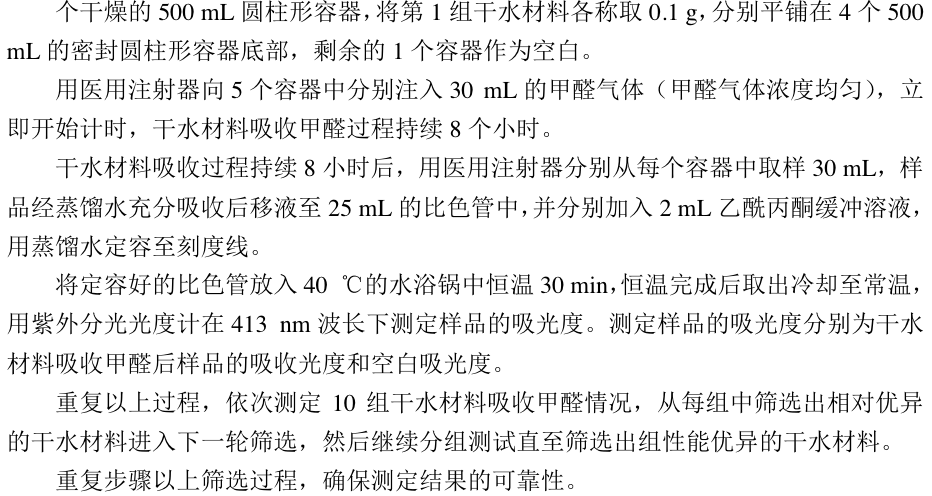 个干燥的 500 mL 圆柱形容器，将第 1 组干水材料各称取 0.1 g，分别平铺在 4 个 500
mL 的密封圆柱形容器底部，剩余的 1 个容器作为空白。
用医用注射器向 5 个容器中分别注入 30 mL 的甲醛气体（甲醛气体浓度均匀），立
即开始计时，干水材料吸收甲醛过程持续 8 个小时。
干水材料吸收过程持续 8 小时后，用医用注射器分别从每个容器中取样 30 mL，样
品经蒸馏水充分吸收后移液至 25 mL 的比色管中，并分别加入 2 mL 乙酰丙酮缓冲溶液，
用蒸馏水定容至刻度线。
将定容好的比色管放入 40 ℃的水浴锅中恒温 30 min，恒温完成后取出冷却至常温，
用紫外分光光度计在 413 nm 波长下测定样品的吸光度。测定样品的吸光度分别为干水
材料吸收甲醛后样品的吸收光度和空白吸光度。
重复以上过程，依次测定 10 组干水材料吸收甲醛情况，从每组中筛选出相对优异
的干水材料进入下一轮筛选，然后继续分组测试直至筛选出组性能优异的干水材料。
重复步骤以上筛选过程，确保测定结果的可靠性。